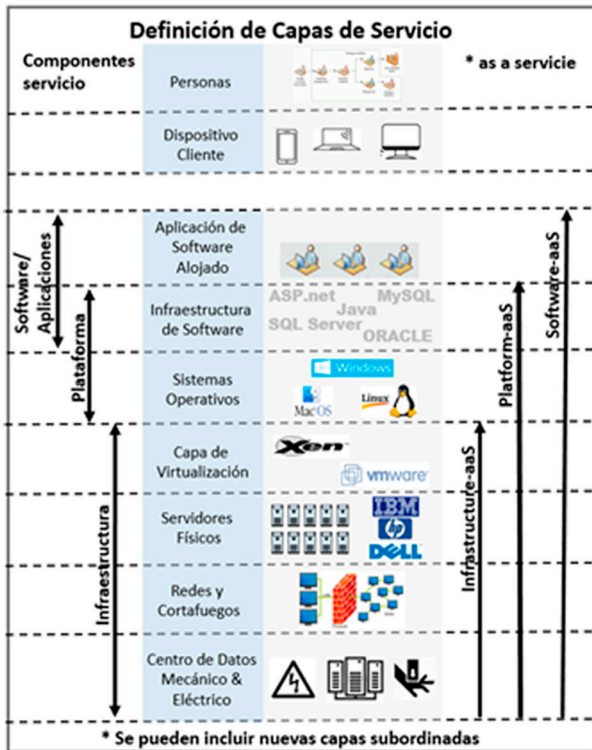 Definición de Capas de Servicio
Componentes
servicio
Personas
* as a servicie
Dispositivo
Cliente
Software/
Aplicaciones
Aplicación de
Software
Alojado
Software-aaS
Plataforma
Infraestructura
de Software
ASP.net
MySQL
Java
SQL Server
ORACLE
Platform-aaS
Sistemas
Operativos
Windows
MacOS
Linux
Infraestructura
Capa de
Virtualización
Xen
vmware
Infrastructure-aaS
Servidores
Físicos
IBM
hp
DELL
Redes y
Cortafuegos
Centro de Datos
Mecánico &
Eléctrico
* Se pueden incluir nuevas capas subordinadas